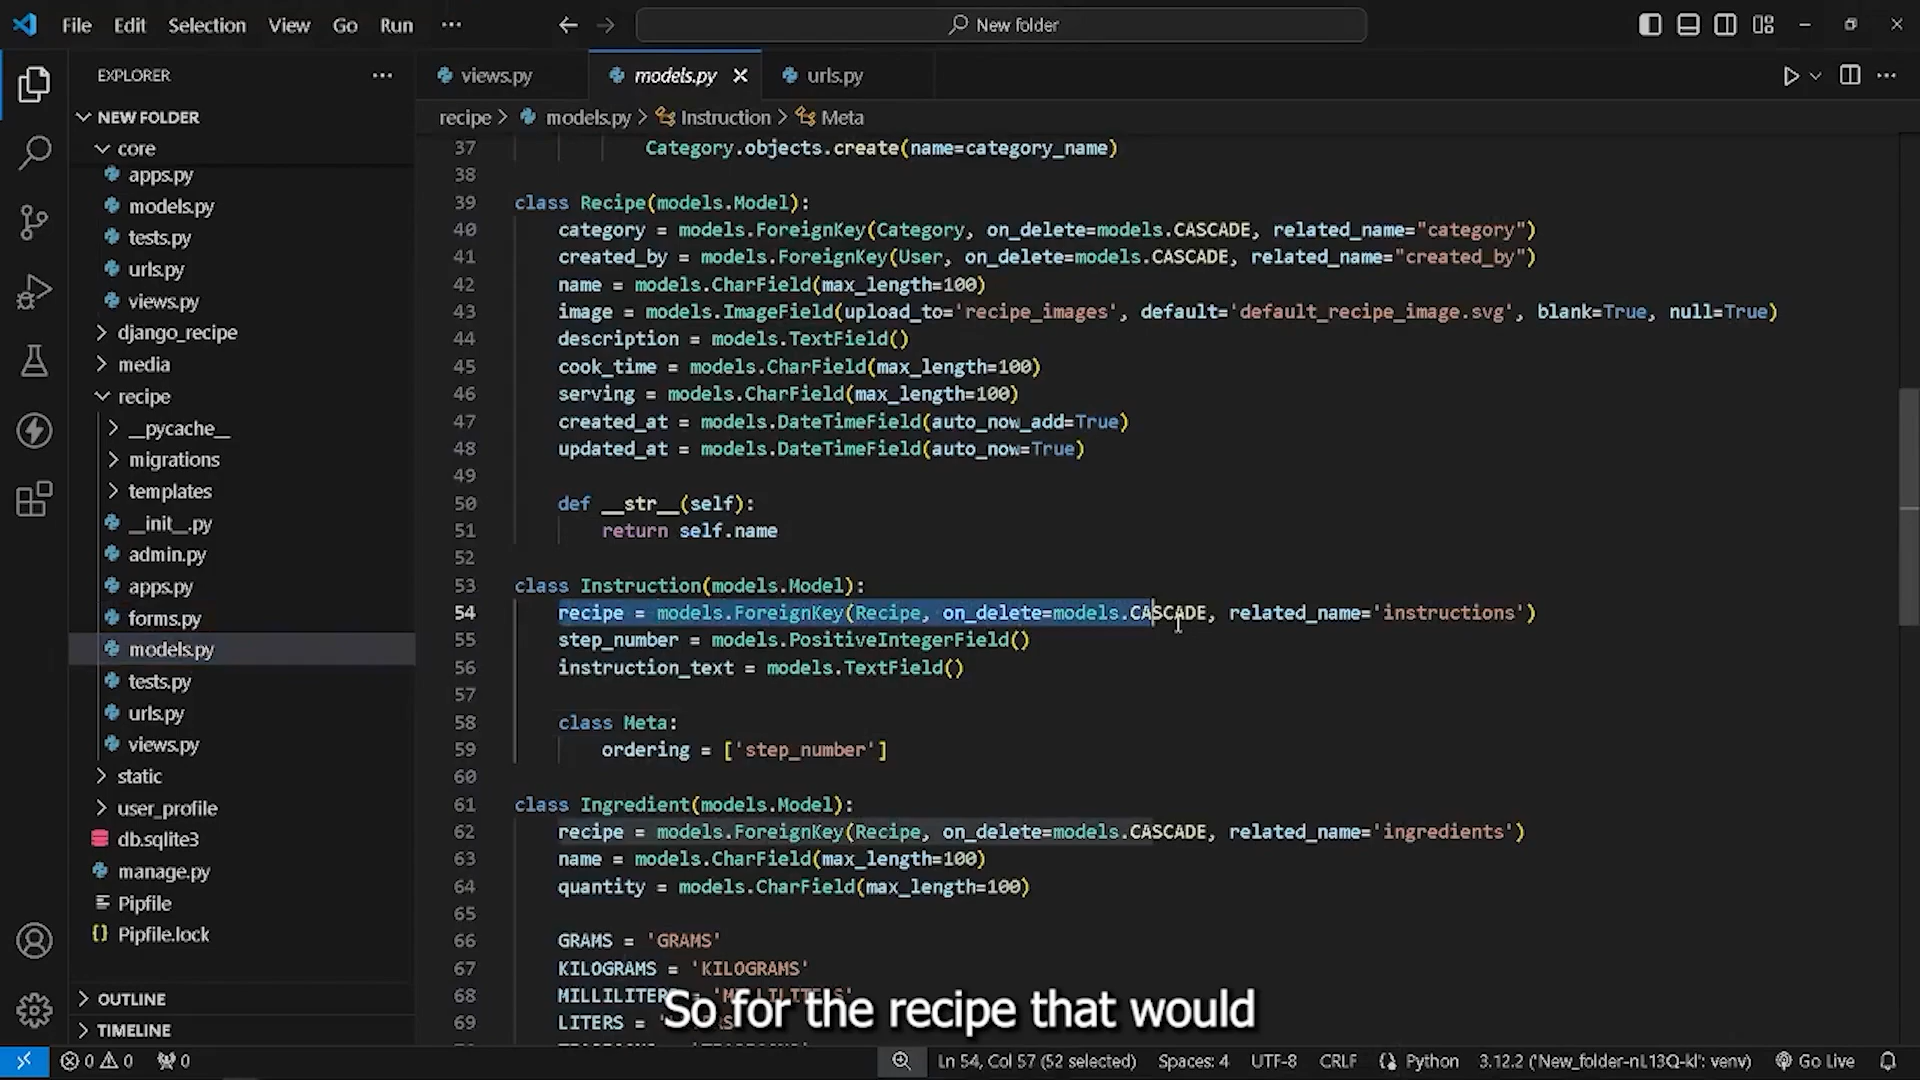 File Edit Selection View Go Run ···
New folder
EXPLORER
NEW FOLDER
core
apps.py
models.py
tests.py
urls.py
views.py
django_recipe
media
recipe
__pycache__
migrations
templates
__init__.py
admin.py
apps.py
forms.py
models.py
tests.py
urls.py
views.py
static
user_profile
db.sqlite3
manage.py
Pipfile
Pipfile.lock
OUTLINE
TIMELINE
views.py models.py urls.py
recipe > models.py > Instruction > Meta
37 Category.objects.create(name=category_name)
38
39 class Recipe(models.Model):
40 category = models.ForeignKey(Category, on_delete=models.CASCADE, related_name="category")
41 created_by = models.ForeignKey(User, on_delete=models.CASCADE, related_name="created_by")
42 name = models.CharField(max_length=100)
43 image = models.ImageField(upload_to='recipe_images', default='default_recipe_image.svg', blank=True, null=True)
44 description = models.TextField()
45 cook_time = models.CharField(max_length=100)
46 serving = models.CharField(max_length=100)
47 created_at = models.DateTimeField(auto_now_add=True)
48 updated_at = models.DateTimeField(auto_now=True)
49
50 def __str__(self):
51 return self.name
52
53 class Instruction(models.Model):
54 recipe = models.ForeignKey(Recipe, on_delete=models.CASCADE, related_name='instructions')
55 step_number = models.PositiveIntegerField()
56 instruction_text = models.TextField()
57
58 class Meta:
59 ordering = ['step_number']
60
61 class Ingredient(models.Model):
62 recipe = models.ForeignKey(Recipe, on_delete=models.CASCADE, related_name='ingredients')
63 name = models.CharField(max_length=100)
64 quantity = models.CharField(max_length=100)
65
66 GRAMS = 'GRAMS'
67 KILOGRAMS = 'KILOGRAMS'
68
69 LITERS =
So for the recipe that would
0 0 0 Ln 54, Col 57 (52 selected) Spaces: 4 UTF-8 CRLF Python 3.12.2 ('New_folder-nL13Q-kl': venv) Go Live